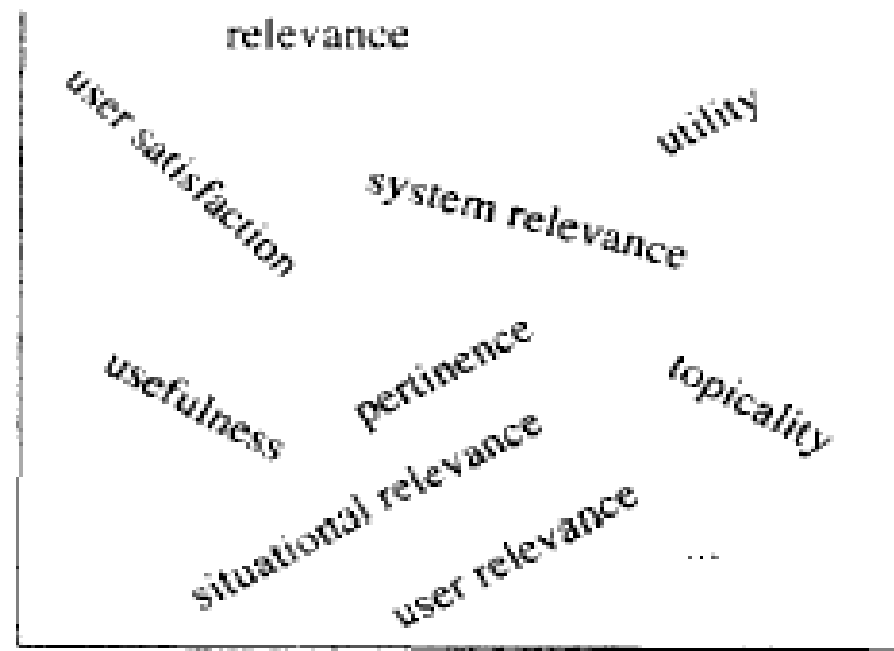 relevance
user satisfaction
utility
system relevance
pertinence
usefulness
topicality
situational relevance
user relevance
...